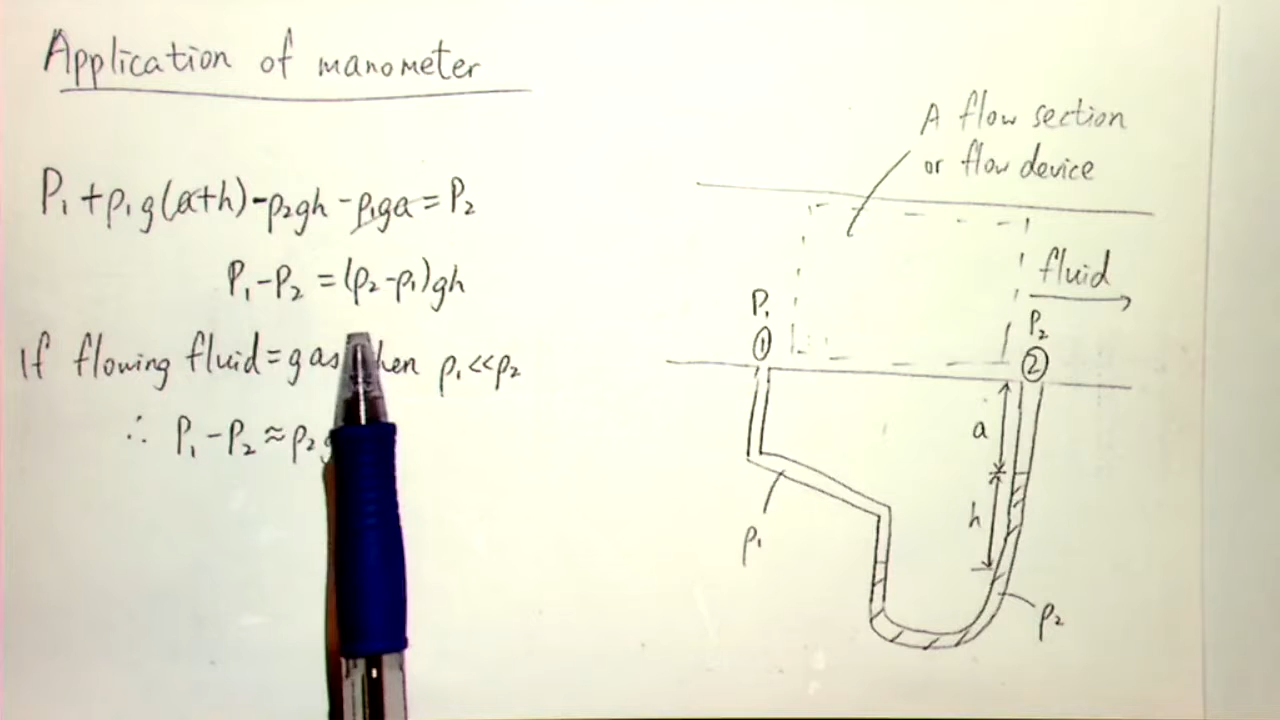 Application of manometer
P₁+ρ₁g(a+h)-ρ₂gh-ρ₁ga=P₂
P₁-P₂=(ρ₂-ρ₁)gh
If flowing fluid=gas ρ₁<<ρ₂
∴ P₁-P₂≈ρ₂
A flow section
or flow device
fluid
P₁
①
P₂
②
a
h
ρ₁
ρ₂